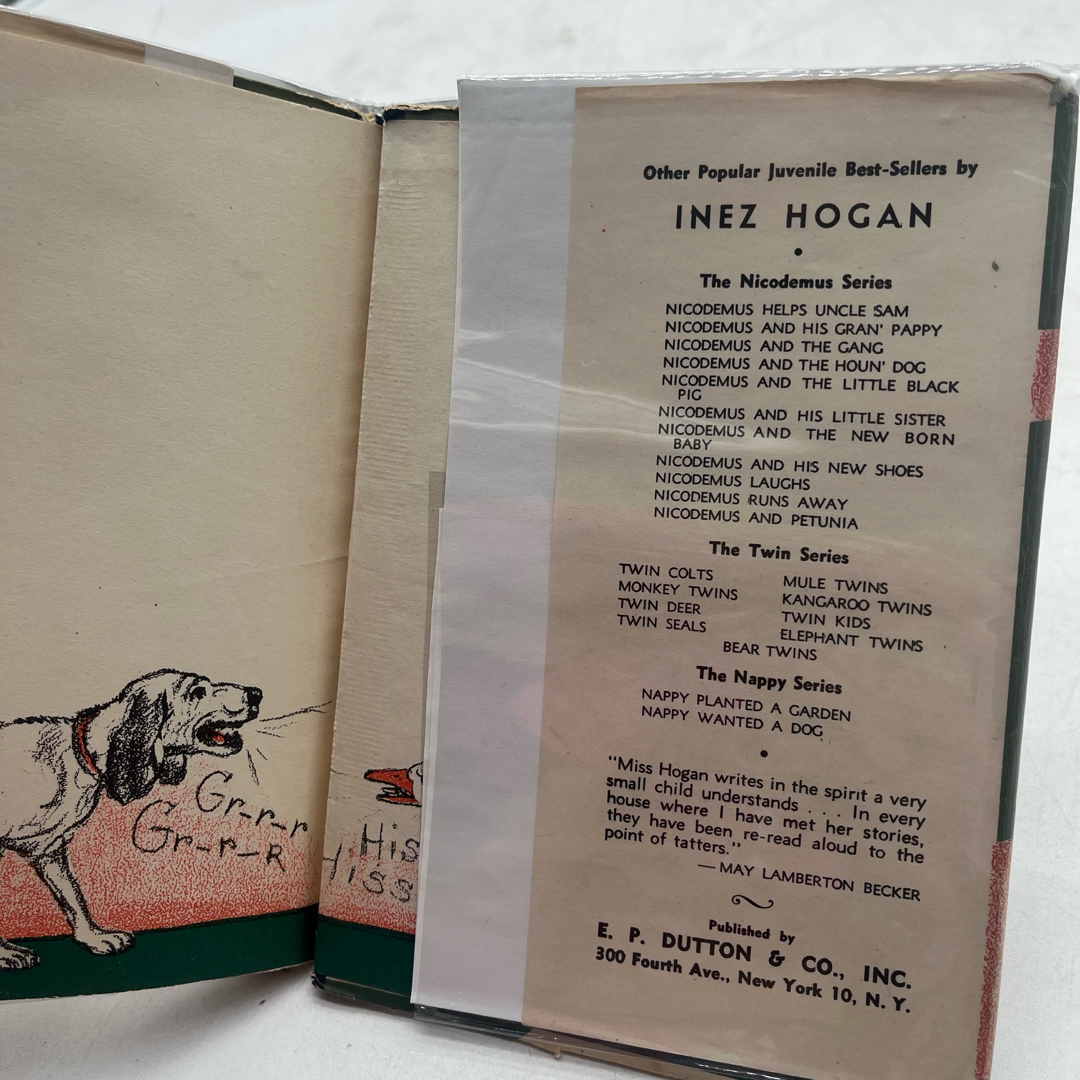 Gr-r-r
Gr-r-R
His
Hiss
Other Popular Juvenile Best-Sellers by
INEZ HOGAN
•
The Nicodemus Series
NICODEMUS HELPS UNCLE SAM
NICODEMUS AND HIS GRAN' PAPPY
NICODEMUS AND THE GANG
NICODEMUS AND THE HOUN' DOG
NICODEMUS AND THE LITTLE BLACK
PIG
NICODEMUS AND HIS LITTLE SISTER
NICODEMUS AND THE NEW BORN
BABY
NICODEMUS AND HIS NEW SHOES
NICODEMUS LAUGHS
NICODEMUS RUNS AWAY
NICODEMUS AND PETUNIA
The Twin Series
TWIN COLTS
MONKEY TWINS
TWIN DEER
TWIN SEALS
MULE TWINS
KANGAROO TWINS
TWIN KIDS
ELEPHANT TWINS
BEAR TWINS
The Nappy Series
NAPPY PLANTED A GARDEN
NAPPY WANTED A DOG
•
"Miss Hogan writes in the spirit a very
small child understands . . . In every
house where I have met her stories,
they have been re-read aloud to the
point of tatters."
—MAY LAMBERTON BECKER
Published by
E. P. DUTTON & CO., INC.
300 Fourth Ave., New York 10, N. Y.